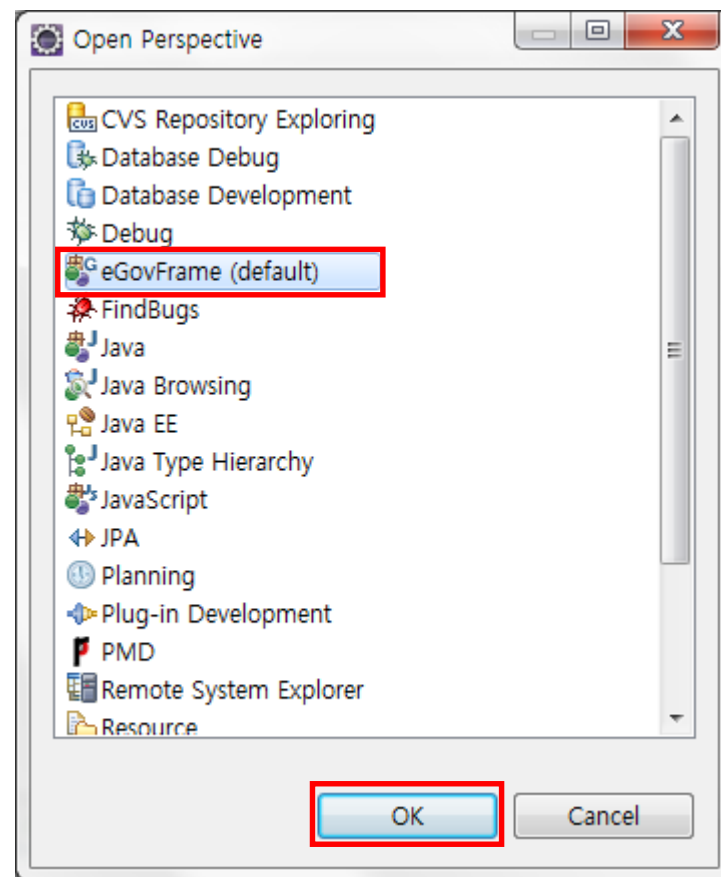 Open Perspective
CVS Repository Exploring
Database Debug
Database Development
Debug
eGovFrame (default)
FindBugs
Java
Java Browsing
Java EE
Java Type Hierarchy
JavaScript
JPA
Planning
Plug-in Development
PMD
Remote System Explorer
Resource
OK Cancel